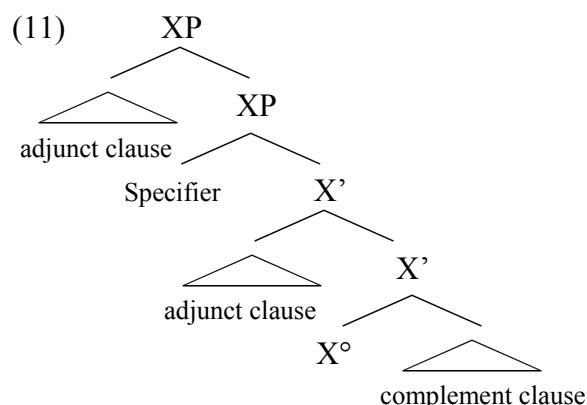 (11) XP
XP
adjunct clause
Specifier X’
X’
adjunct clause
X°
complement clause